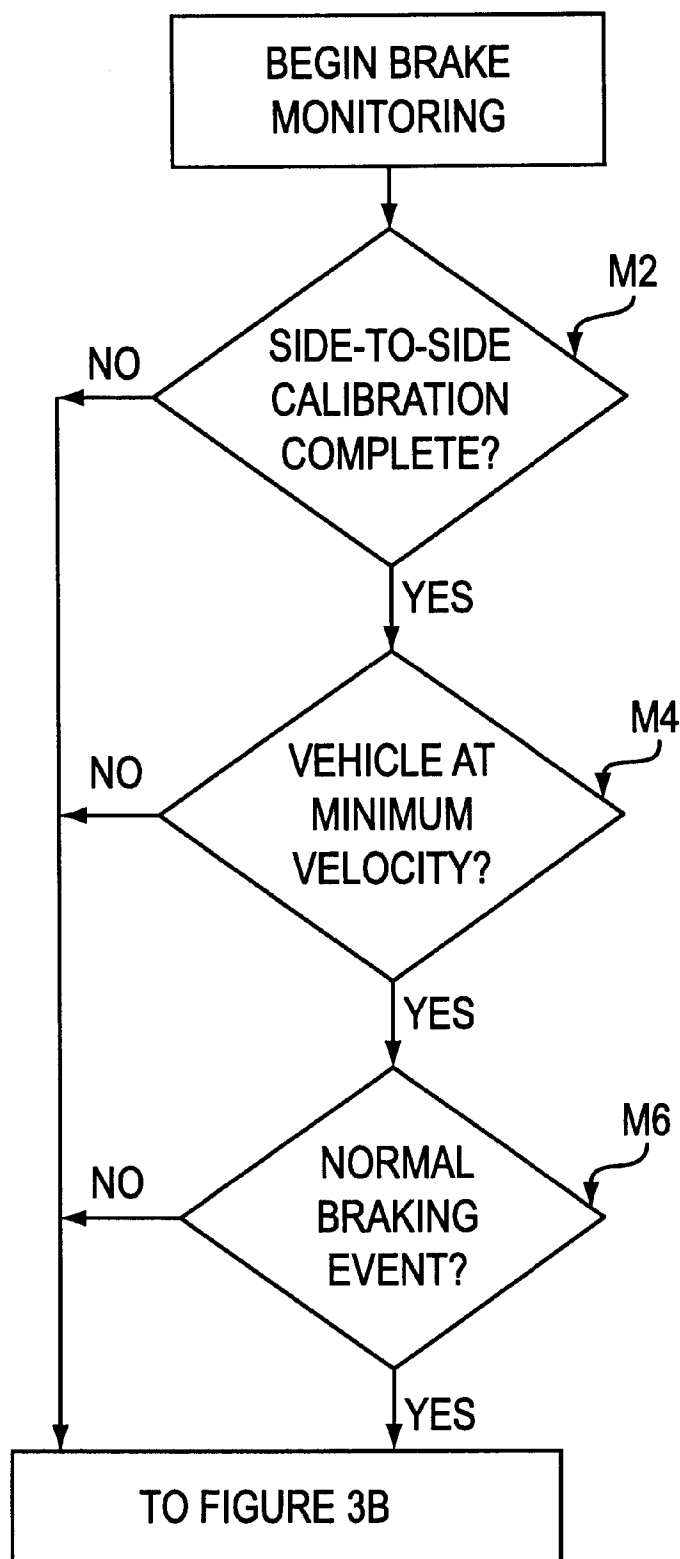 BEGIN BRAKE
MONITORING
M2
SIDE-TO-SIDE
CALIBRATION
COMPLETE?
NO
YES
M4
VEHICLE AT
MINIMUM
VELOCITY?
NO
YES
M6
NORMAL
BRAKING
EVENT?
NO
YES
TO FIGURE 3B